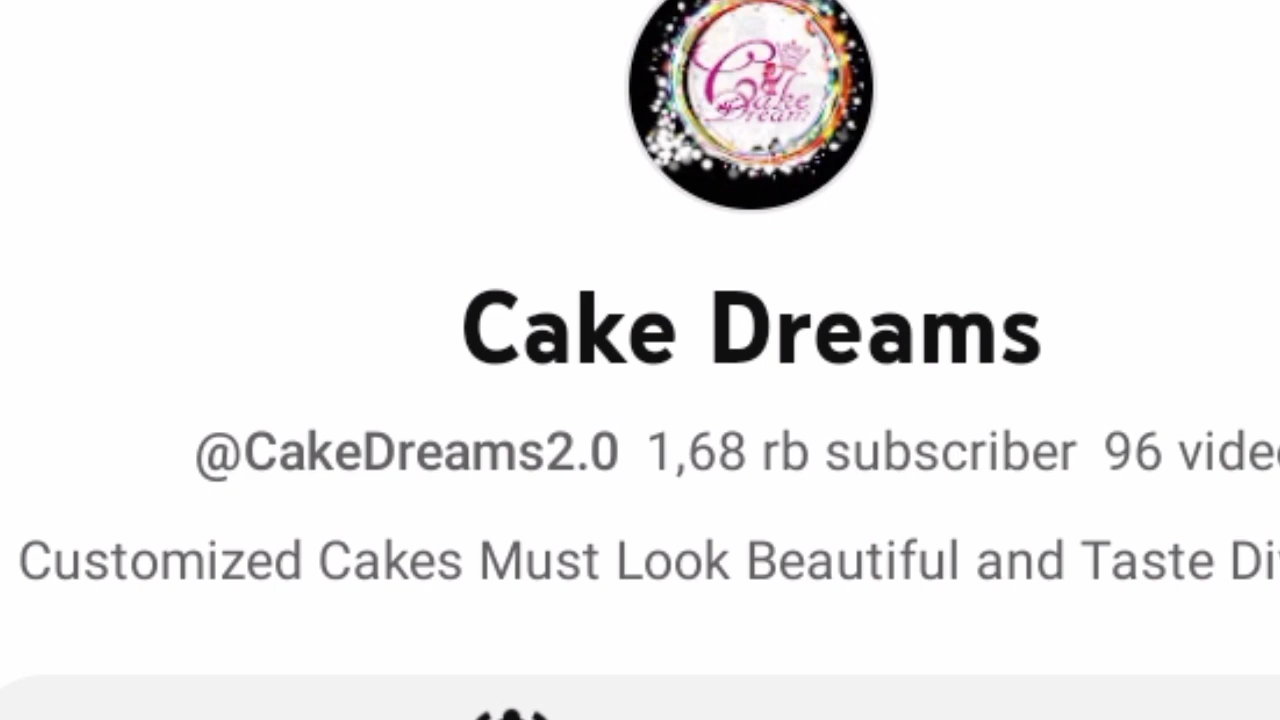 Cake
Dream
Cake Dreams
@CakeDreams2.0 1,68 rb subscriber 96 video
Customized Cakes Must Look Beautiful and Taste Di